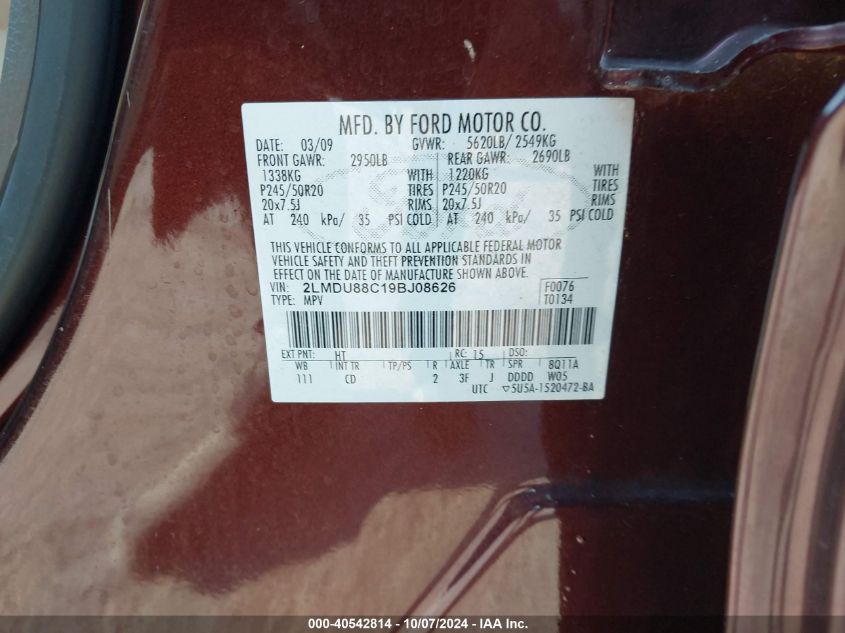 MFD. BY FORD MOTOR CO.
DATE: 03/09 GVWR: 5620LB/ 2549KG
FRONT GAWR: 2950LB REAR GAWR: 2690LB
1338KG WITH 1220KG WITH
P245/50R20 TIRES P245/50R20 TIRES
20x7.5J RIMS 20x7.5J RIMS
AT 240 kPa/ 35 PSI COLD AT 240 kPa/ 35 PSI COLD
THIS VEHICLE CONFORMS TO ALL APPLICABLE FEDERAL MOTOR
VEHICLE SAFETY AND THEFT PREVENTION STANDARDS IN
EFFECT ON THE DATE OF MANUFACTURE SHOWN ABOVE.
VIN: 2LMDU88C19BJ08626 F0076
TYPE: MPV T0134
EXT PNT: HT RC: 15 DSO:
WB INT TR TP/PS R AXLE TR SPR 8Q11A
111 CD 2 3F J DDDD W05
UTC ▽5U5A-1520472-BA
000-40542814 - 10/07/2024 - IAA Inc.